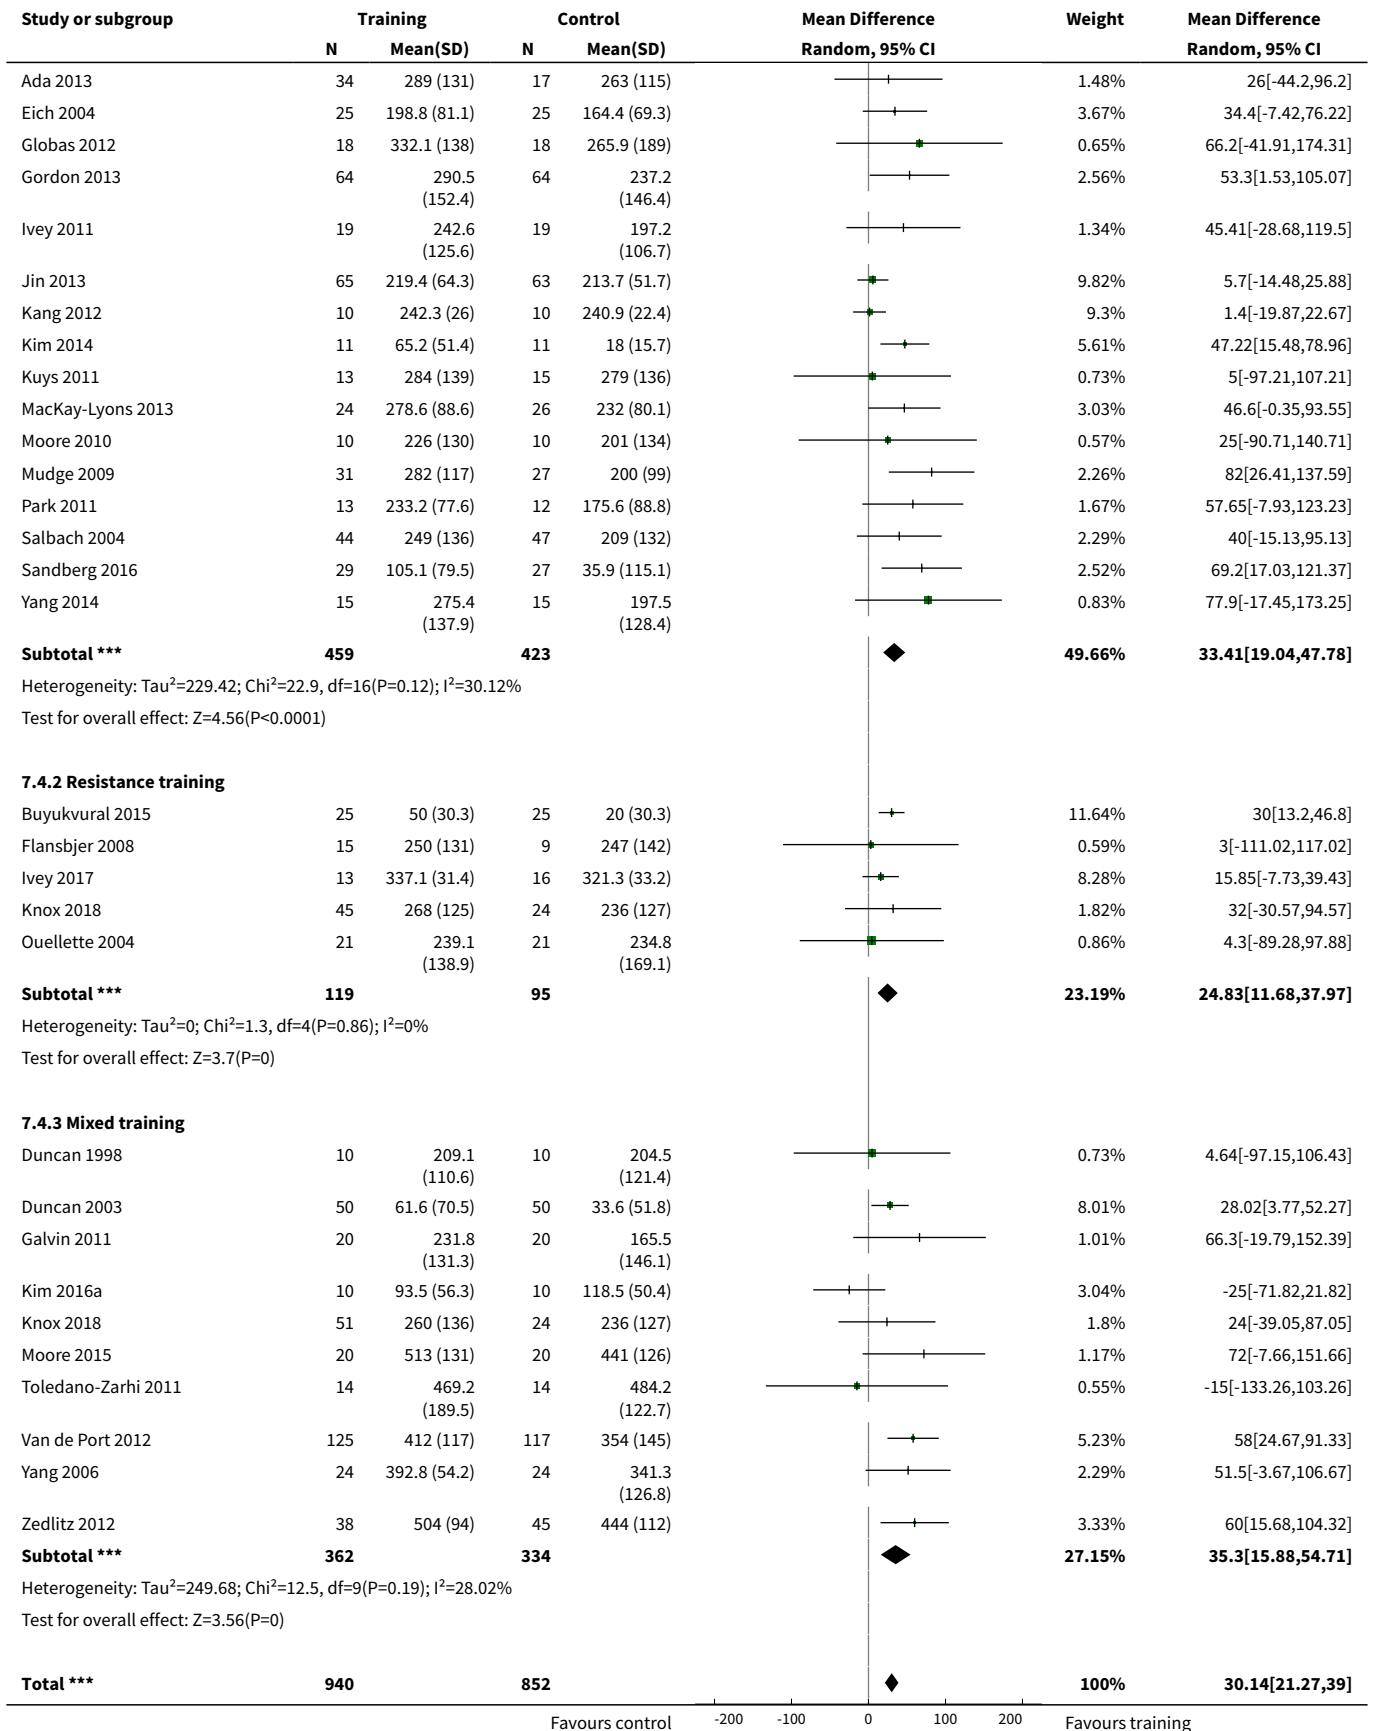 Study or subgroup Training Control Mean Difference Weight Mean Difference
N Mean(SD) N Mean(SD) Random, 95% CI Random, 95% CI
Ada 2013 34 289 (131) 17 263 (115) 1.48% 26[-44.2,96.2]
Eich 2004 25 198.8 (81.1) 25 164.4 (69.3) 3.67% 34.4[-7.42,76.22]
Globas 2012 18 332.1 (138) 18 265.9 (189) 0.65% 66.2[-41.91,174.31]
Gordon 2013 64 290.5 64 237.2 2.56% 53.3[1.53,105.07]
(152.4) (146.4)
Ivey 2011 19 242.6 19 197.2 1.34% 45.41[-28.68,119.5]
(125.6) (106.7)
Jin 2013 65 219.4 (64.3) 63 213.7 (51.7) 9.82% 5.7[-14.48,25.88]
Kang 2012 10 242.3 (26) 10 240.9 (22.4) 9.3% 1.4[-19.87,22.67]
Kim 2014 11 65.2 (51.4) 11 18 (15.7) 5.61% 47.22[15.48,78.96]
Kuys 2011 13 284 (139) 15 279 (136) 0.73% 5[-97.21,107.21]
MacKay-Lyons 2013 24 278.6 (88.6) 26 232 (80.1) 3.03% 46.6[-0.35,93.55]
Moore 2010 10 226 (130) 10 201 (134) 0.57% 25[-90.71,140.71]
Mudge 2009 31 282 (117) 27 200 (99) 2.26% 82[26.41,137.59]
Park 2011 13 233.2 (77.6) 12 175.6 (88.8) 1.67% 57.65[-7.93,123.23]
Salbach 2004 44 249 (136) 47 209 (132) 2.29% 40[-15.13,95.13]
Sandberg 2016 29 105.1 (79.5) 27 35.9 (115.1) 2.52% 69.2[17.03,121.37]
Yang 2014 15 275.4 15 197.5 0.83% 77.9[-17.45,173.25]
(137.9) (128.4)
Subtotal *** 459 423 49.66% 33.41[19.04,47.78]
Heterogeneity: Tau²=229.42; Chi²=22.9, df=16(P=0.12); I²=30.12%
Test for overall effect: Z=4.56(P<0.0001)
7.4.2 Resistance training
Buyukvural 2015 25 50 (30.3) 25 20 (30.3) 11.64% 30[13.2,46.8]
Flansbjer 2008 15 250 (131) 9 247 (142) 0.59% 3[-111.02,117.02]
Ivey 2017 13 337.1 (31.4) 16 321.3 (33.2) 8.28% 15.85[-7.73,39.43]
Knox 2018 45 268 (125) 24 236 (127) 1.82% 32[-30.57,94.57]
Ouellette 2004 21 239.1 21 234.8 0.86% 4.3[-89.28,97.88]
(138.9) (169.1)
Subtotal *** 119 95 23.19% 24.83[11.68,37.97]
Heterogeneity: Tau²=0; Chi²=1.3, df=4(P=0.86); I²=0%
Test for overall effect: Z=3.7(P=0)
7.4.3 Mixed training
Duncan 1998 10 209.1 10 204.5 0.73% 4.64[-97.15,106.43]
(110.6) (121.4)
Duncan 2003 50 61.6 (70.5) 50 33.6 (51.8) 8.01% 28.02[3.77,52.27]
Galvin 2011 20 231.8 20 165.5 1.01% 66.3[-19.79,152.39]
(131.3) (146.1)
Kim 2016a 10 93.5 (56.3) 10 118.5 (50.4) 3.04% -25[-71.82,21.82]
Knox 2018 51 260 (136) 24 236 (127) 1.8% 24[-39.05,87.05]
Moore 2015 20 513 (131) 20 441 (126) 1.17% 72[-7.66,151.66]
Toledano-Zarhi 2011 14 469.2 14 484.2 0.55% -15[-133.26,103.26]
(189.5) (122.7)
Van de Port 2012 125 412 (117) 117 354 (145) 5.23% 58[24.67,91.33]
Yang 2006 24 392.8 (54.2) 24 341.3 2.29% 51.5[-3.67,106.67]
(126.8)
Zedlitz 2012 38 504 (94) 45 444 (112) 3.33% 60[15.68,104.32]
Subtotal *** 362 334 27.15% 35.3[15.88,54.71]
Heterogeneity: Tau²=249.68; Chi²=12.5, df=9(P=0.19); I²=28.02%
Test for overall effect: Z=3.56(P=0)
Total *** 940 852 100% 30.14[21.27,39]
Favours control -200 -100 0 100 200 Favours training